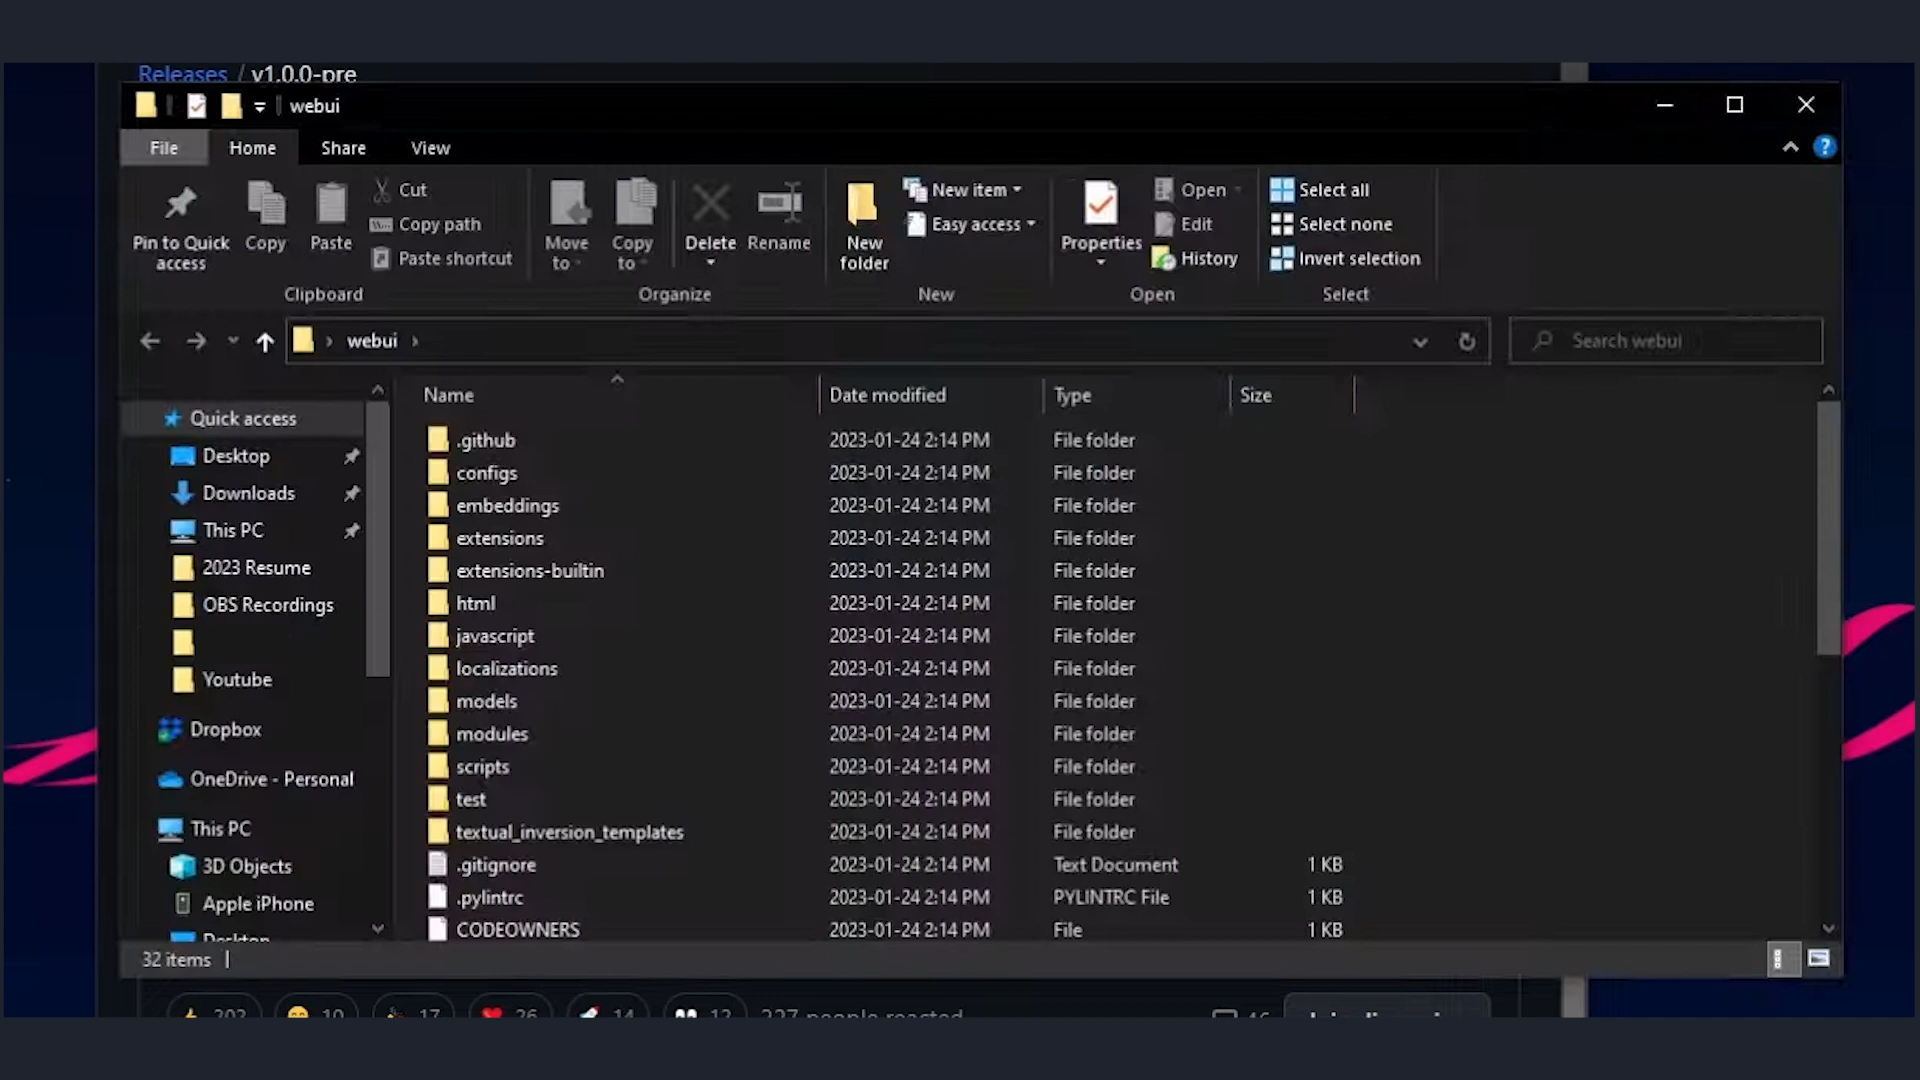 Releases / v1.0.0-pre
webui
File Home Share View
Pin to Quick access
Copy
Paste
Cut
Copy path
Paste shortcut
Clipboard
Move to
Copy to
Delete
Rename
Organize
New folder
New item
Easy access
New
Properties
Open
Edit
History
Open
Select all
Select none
Invert selection
Select
webui
Search webui
Quick access
Desktop
Downloads
This PC
2023 Resume
OBS Recordings
Youtube
Dropbox
OneDrive - Personal
This PC
3D Objects
Apple iPhone
Desktop
Name Date modified Type Size
.github 2023-01-24 2:14 PM File folder
configs 2023-01-24 2:14 PM File folder
embeddings 2023-01-24 2:14 PM File folder
extensions 2023-01-24 2:14 PM File folder
extensions-builtin 2023-01-24 2:14 PM File folder
html 2023-01-24 2:14 PM File folder
javascript 2023-01-24 2:14 PM File folder
localizations 2023-01-24 2:14 PM File folder
models 2023-01-24 2:14 PM File folder
modules 2023-01-24 2:14 PM File folder
scripts 2023-01-24 2:14 PM File folder
test 2023-01-24 2:14 PM File folder
textual_inversion_templates 2023-01-24 2:14 PM File folder
.gitignore 2023-01-24 2:14 PM Text Document 1 KB
.pylintrc 2023-01-24 2:14 PM PYLINTRC File 1 KB
CODEOWNERS 2023-01-24 2:14 PM File 1 KB
32 items
17 26 14 people reacted